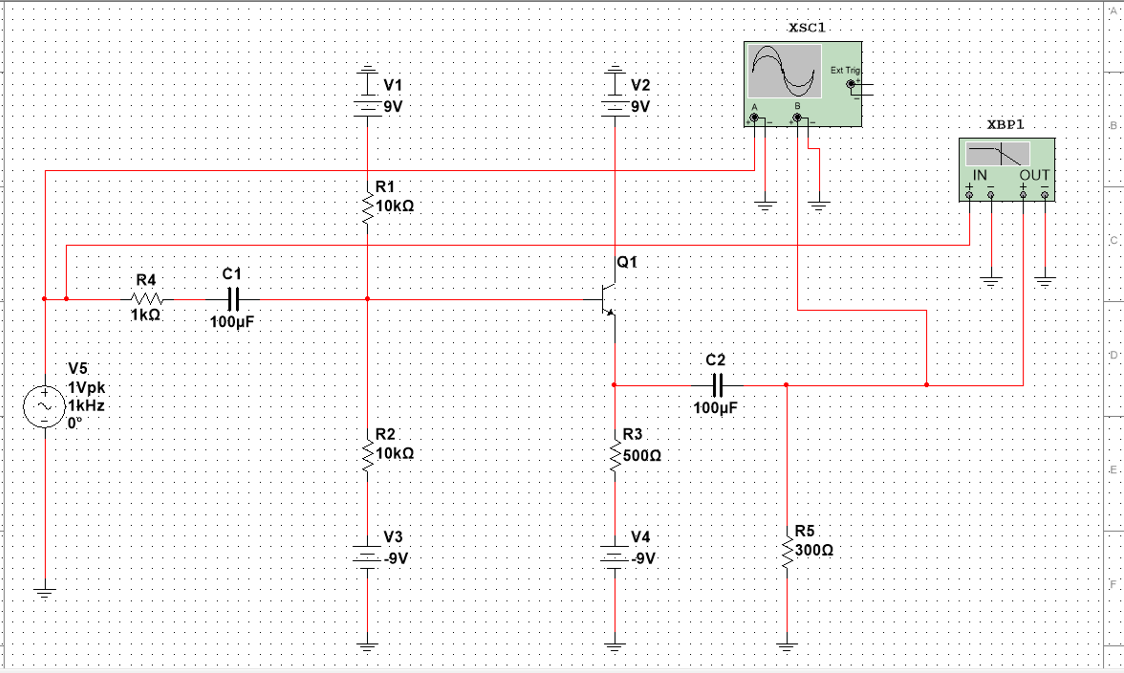 XSC1
Ext Trig
+
-
A
B
+ - + -
XBP1
IN OUT
+ - + -
V1
9V
V2
9V
R1
10kΩ
Q1
R4
1kΩ
C1
100µF
C2
100µF
V5
1Vpk
1kHz
0°
+
-
R2
10kΩ
R3
500Ω
V3
-9V
V4
-9V
R5
300Ω
A
B
C
D
E
F